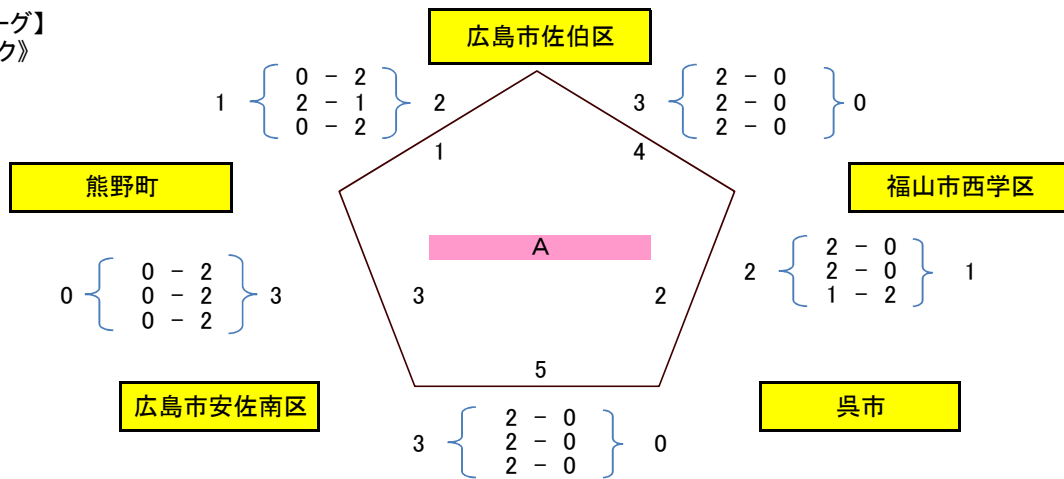 ーグ】
ク》
広島市佐伯区
1 0 - 2 2
2 - 1
0 - 2
3 2 - 0 0
2 - 0
2 - 0
1
4
熊野町
福山市西学区
A
0 0 - 2 3
0 - 2
0 - 2
3
2
2 2 - 0 1
2 - 0
1 - 2
5
広島市安佐南区
呉市
3 2 - 0 0
2 - 0
2 - 0